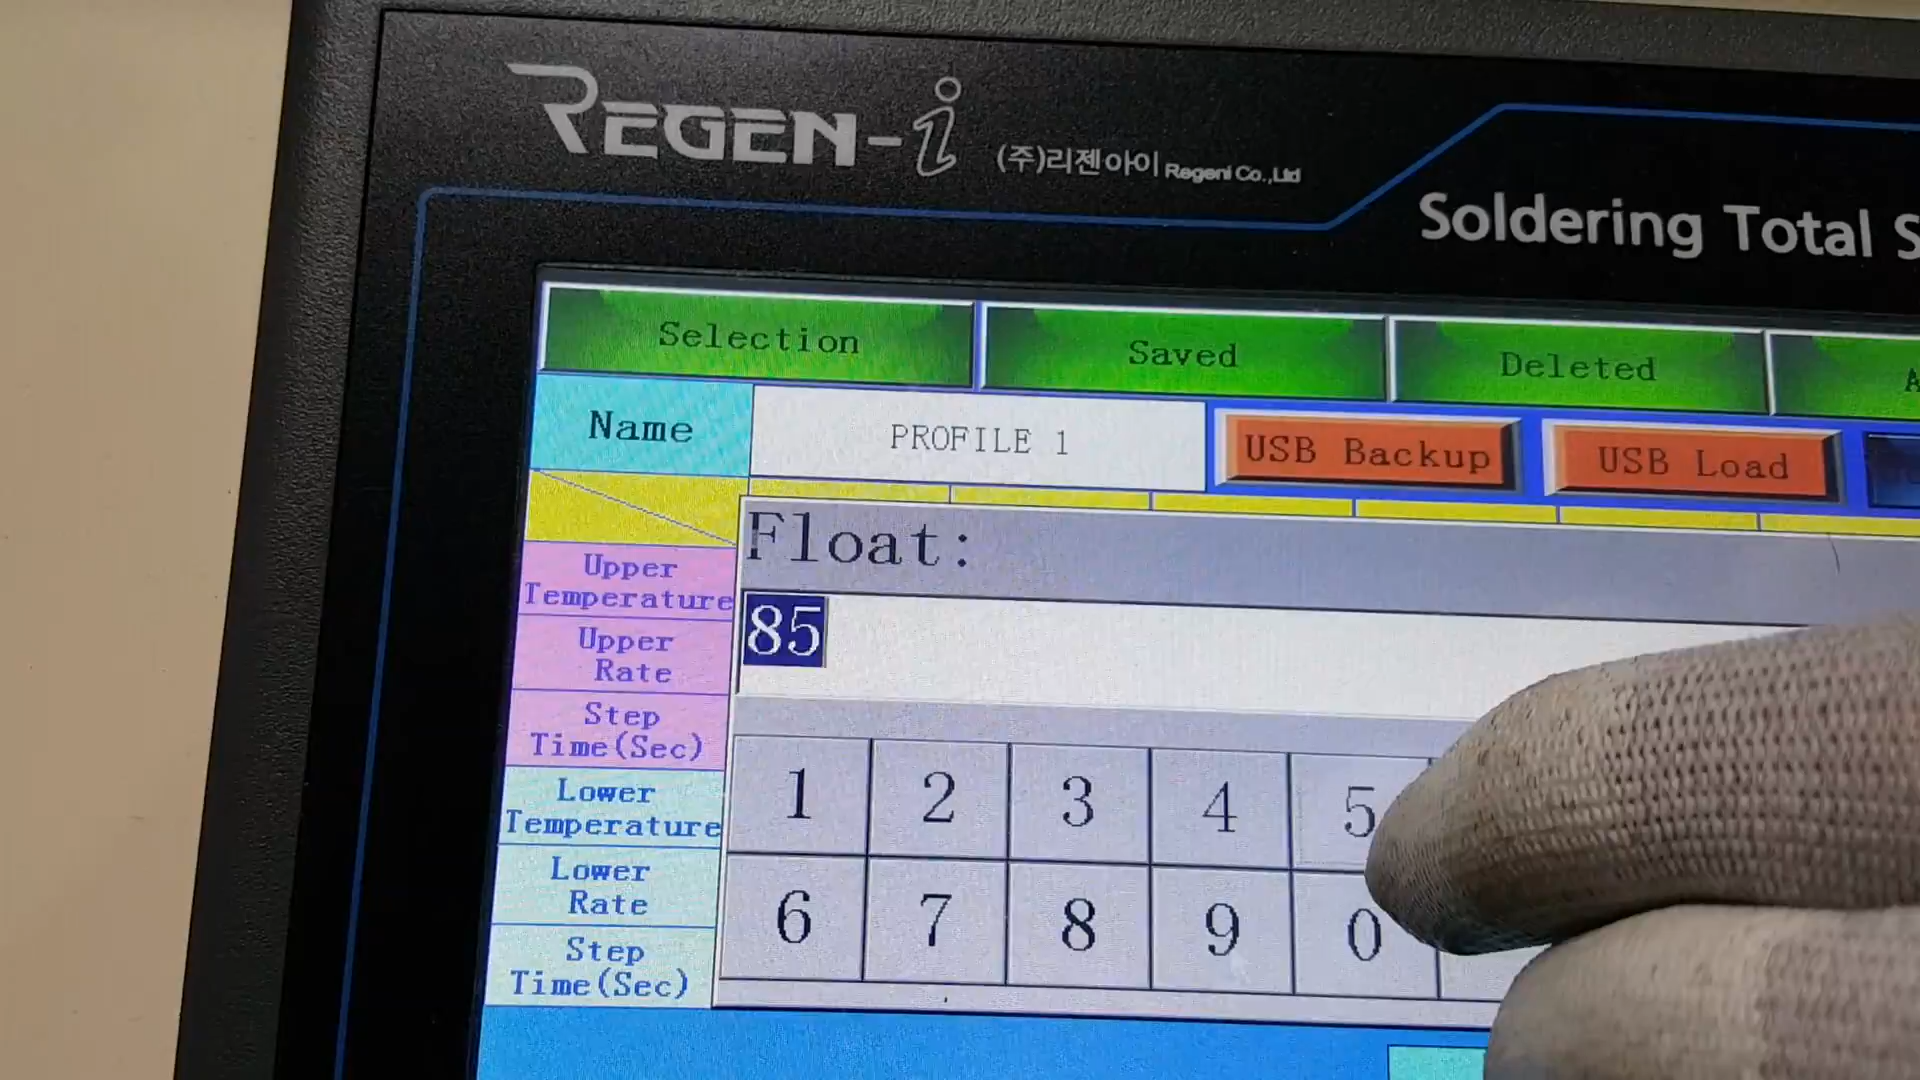 REGEN-i (주)리젠아이 Regeni Co.,Ltd
Soldering Total
Selection Saved Deleted
Name PROFILE 1 USB Backup USB Load
Float:
85
Upper
Temperature
Upper
Rate
Step
Time(Sec)
Lower
Temperature
Lower
Rate
Step
Time(Sec)
1 2 3 4 5
6 7 8 9 0